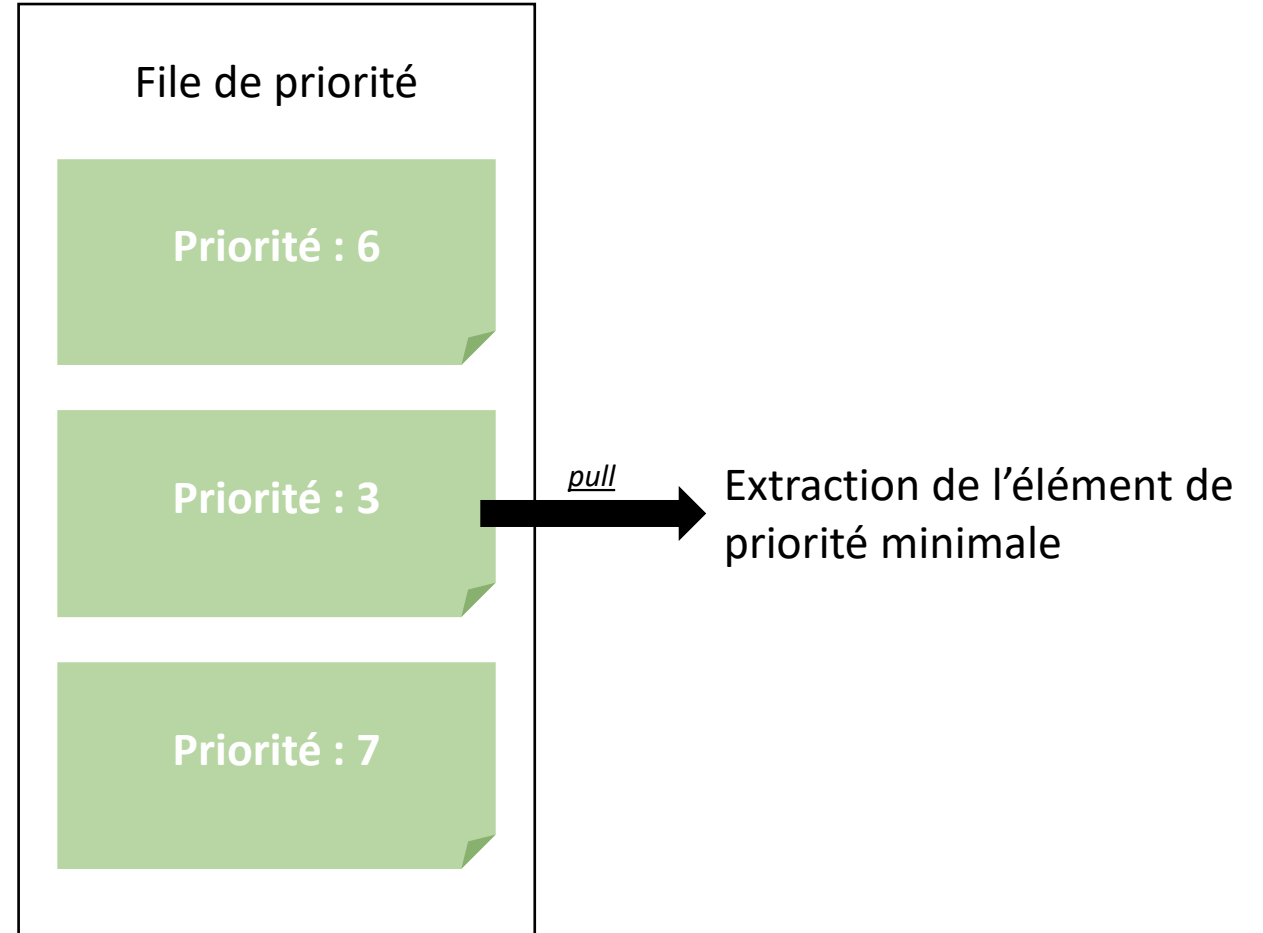 File de priorité
Priorité : 6
Priorité : 3
pull
Extraction de l’élément de
priorité minimale
Priorité : 7